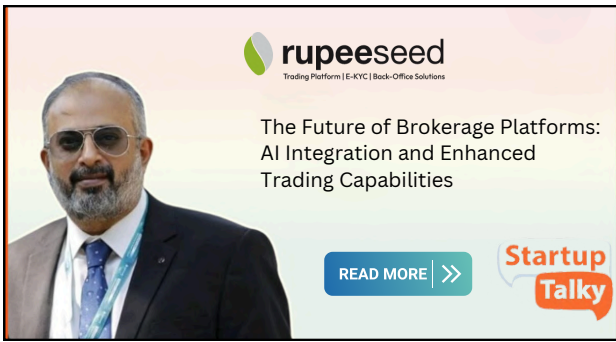 rupeeseed
Trading Platform | E-KYC | Back-Office Solutions
The Future of Brokerage Platforms:
AI Integration and Enhanced
Trading Capabilities
READ MORE
Startup
Talky